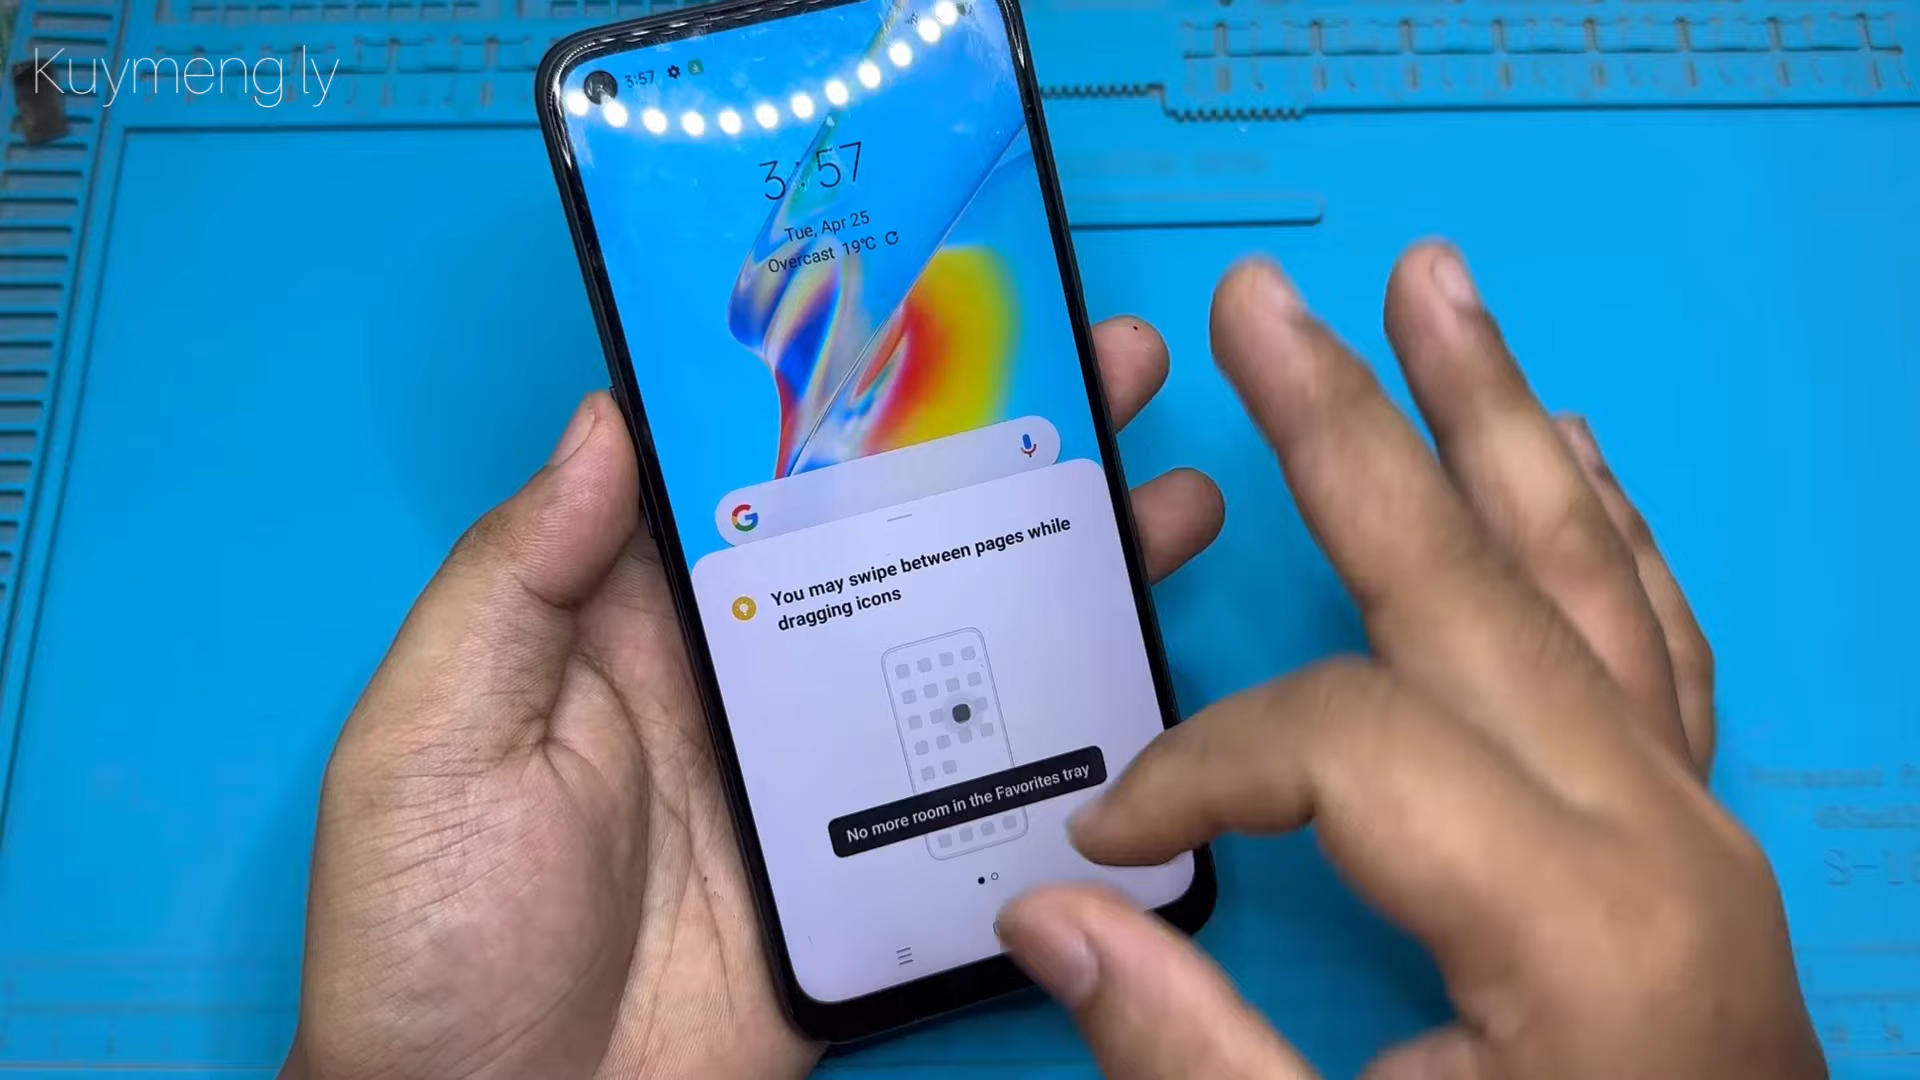 Kuymeng ly
3:57
3:57
Tue, Apr 25
Overcast 19°C
You may swipe between pages while
dragging icons
No more room in the Favorites tray